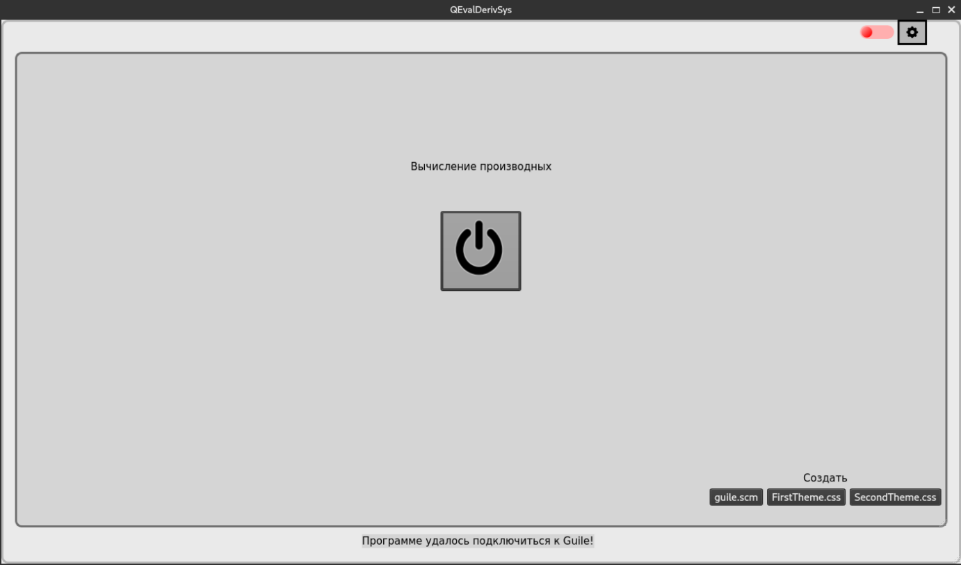 QEvalDerivSys
Вычисление производных
Создать
guile.scm FirstTheme.css SecondTheme.css
Программе удалось подключиться к Guile!